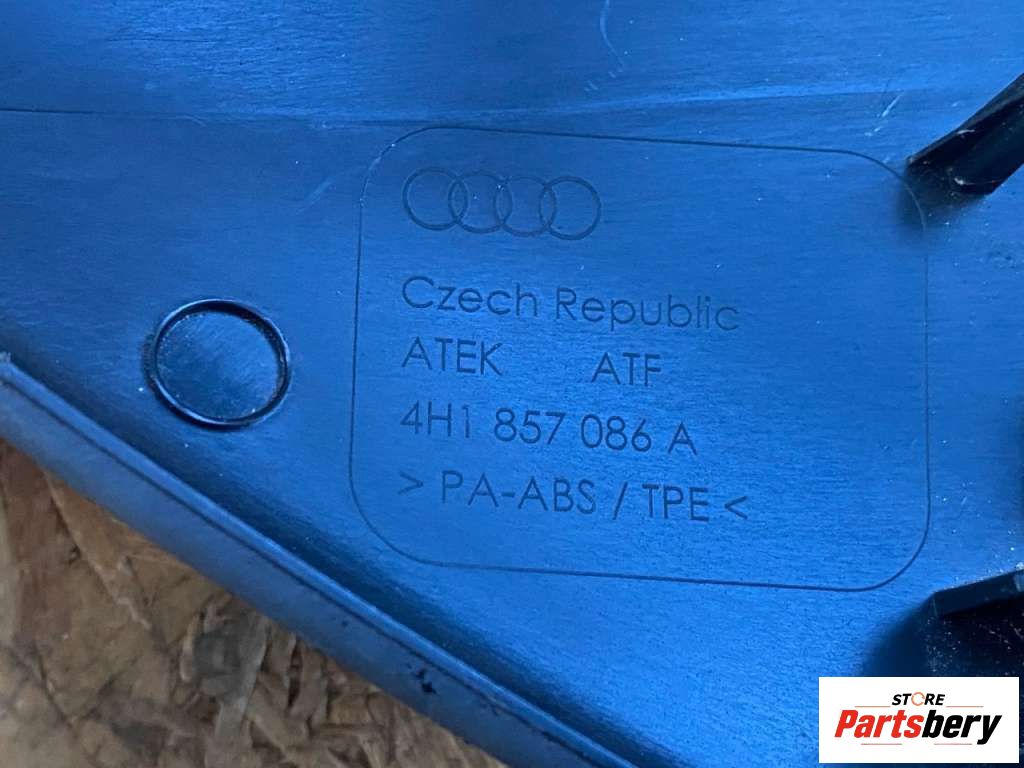 Czech Republic
ATEK ATF
4H1 857 086 A
> PA-ABS / TPE <
STORE
Partsbery